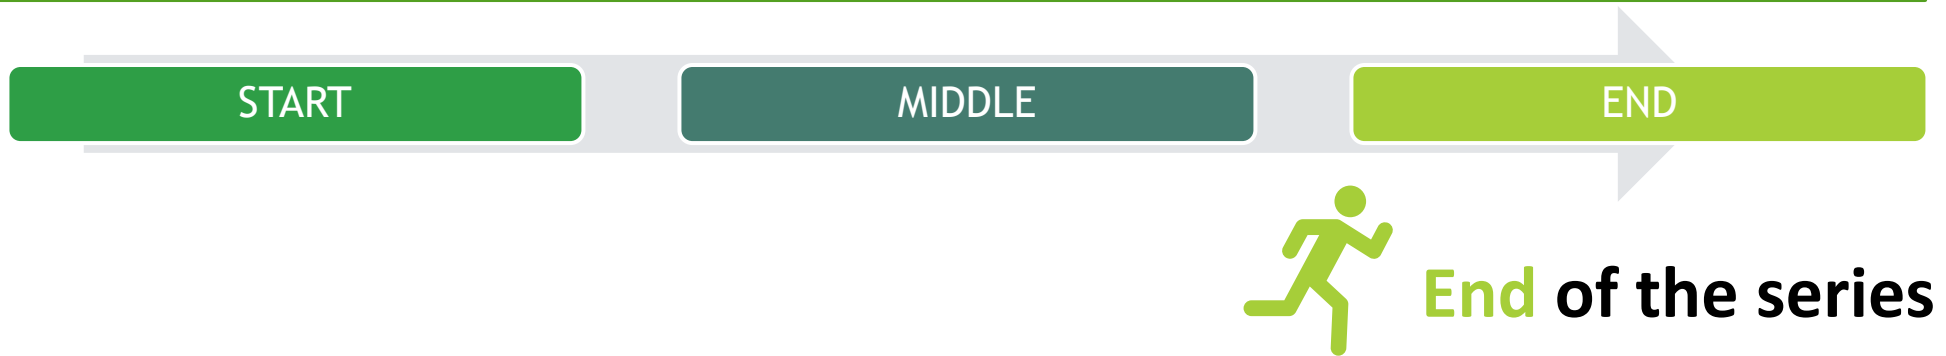 START
MIDDLE
END
End of the series